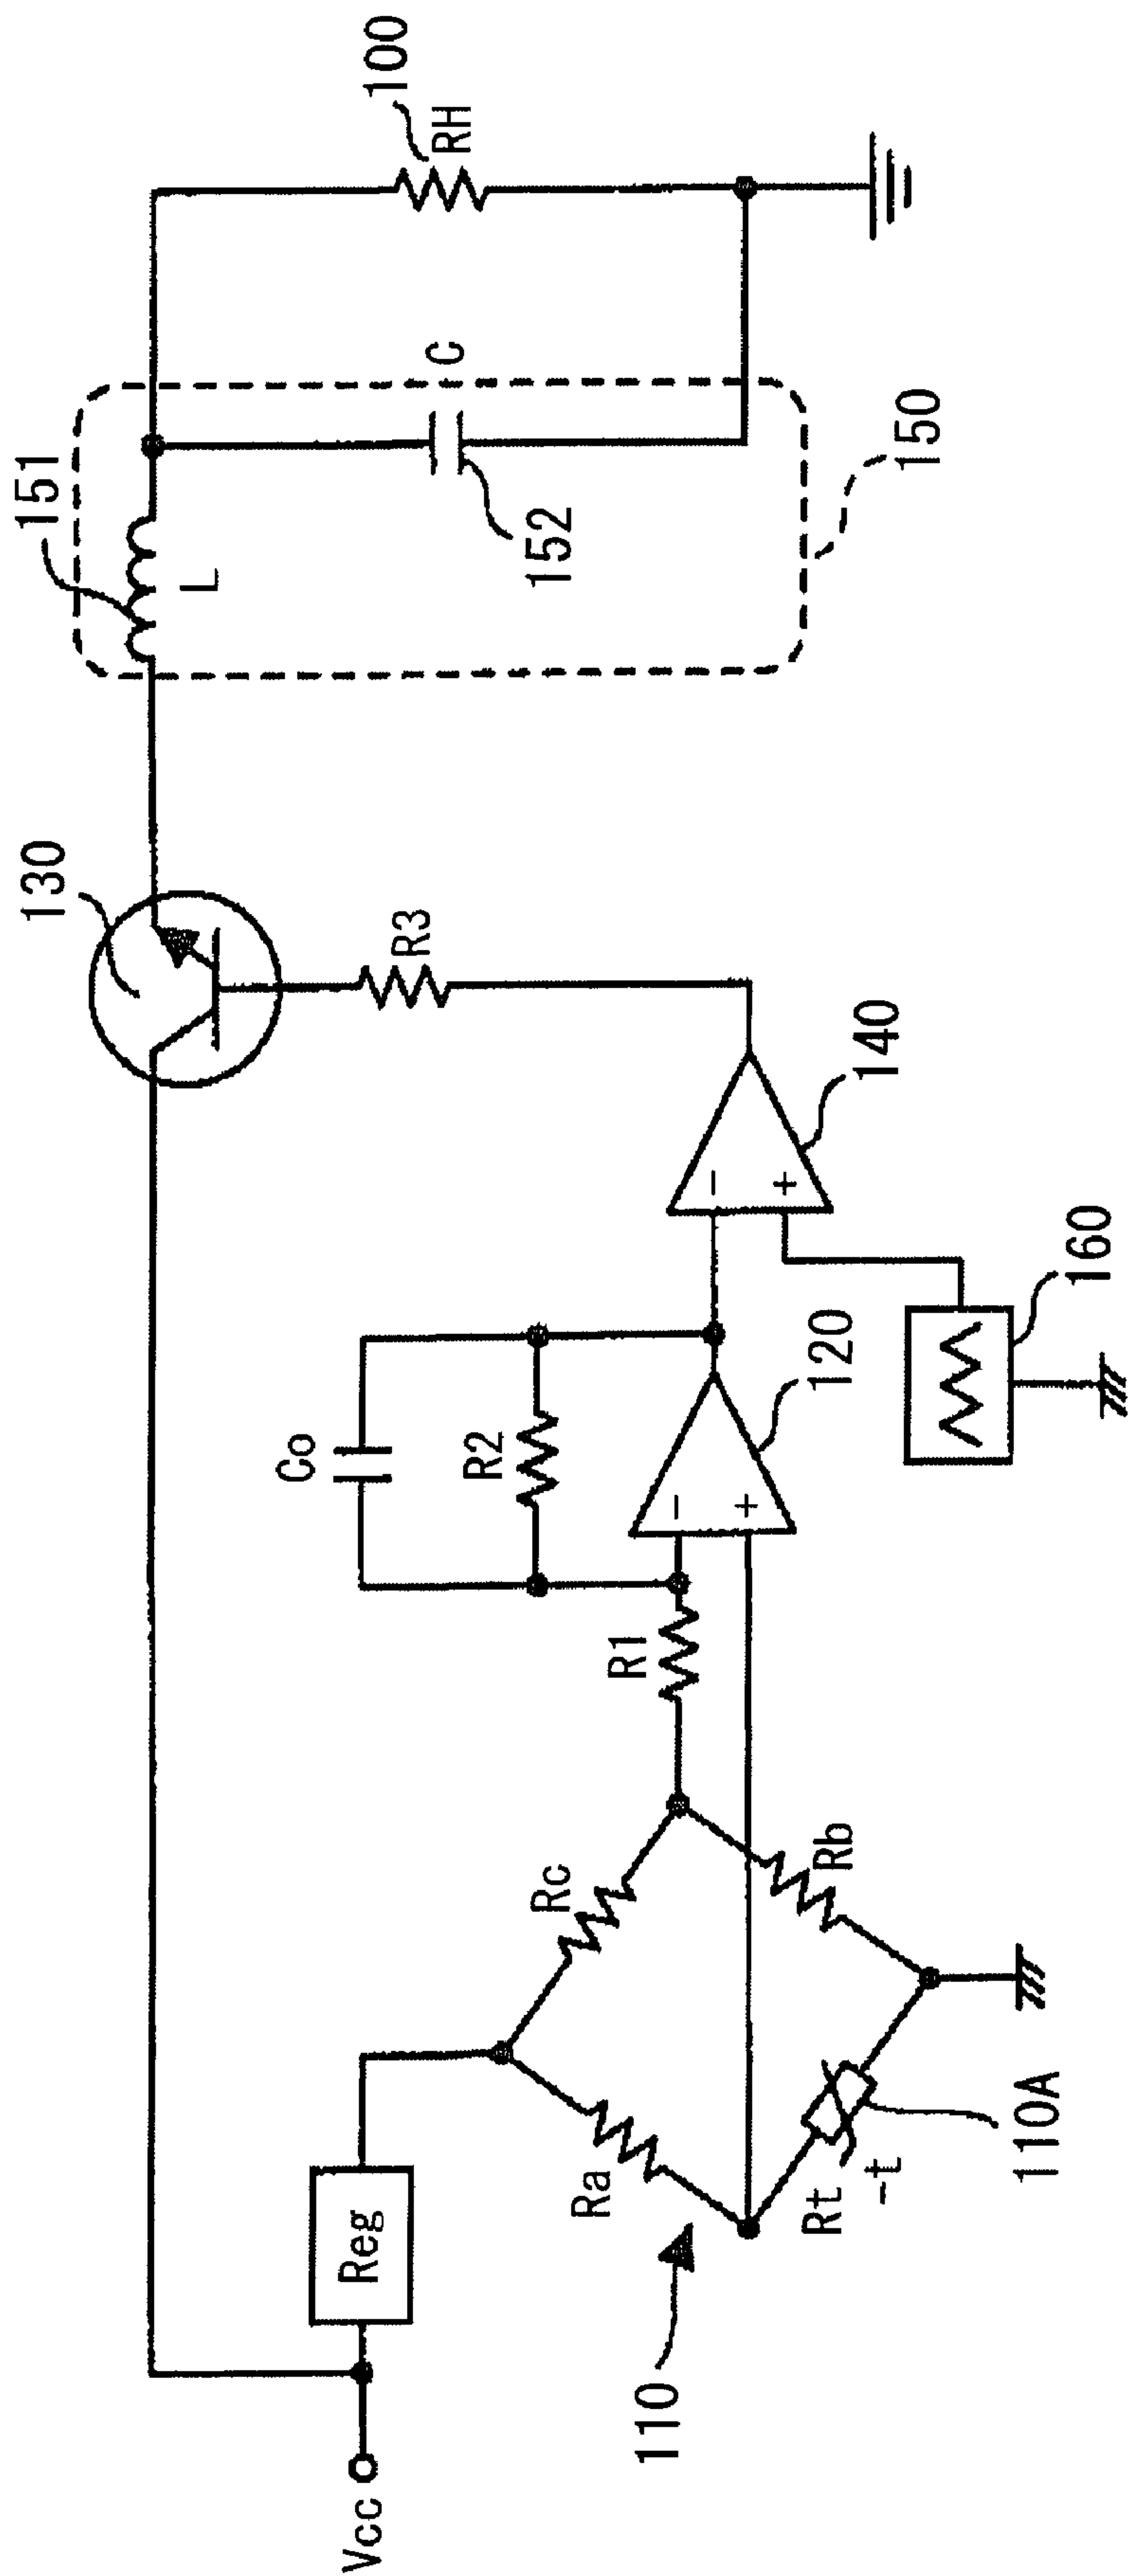 151
L
150
C
152
RH
100
130
R3
Co
R2
R1
-
+
120
-
+
140
160
Vcc
Reg
Ra
Rc
Rb
Rt
-t
110
110A